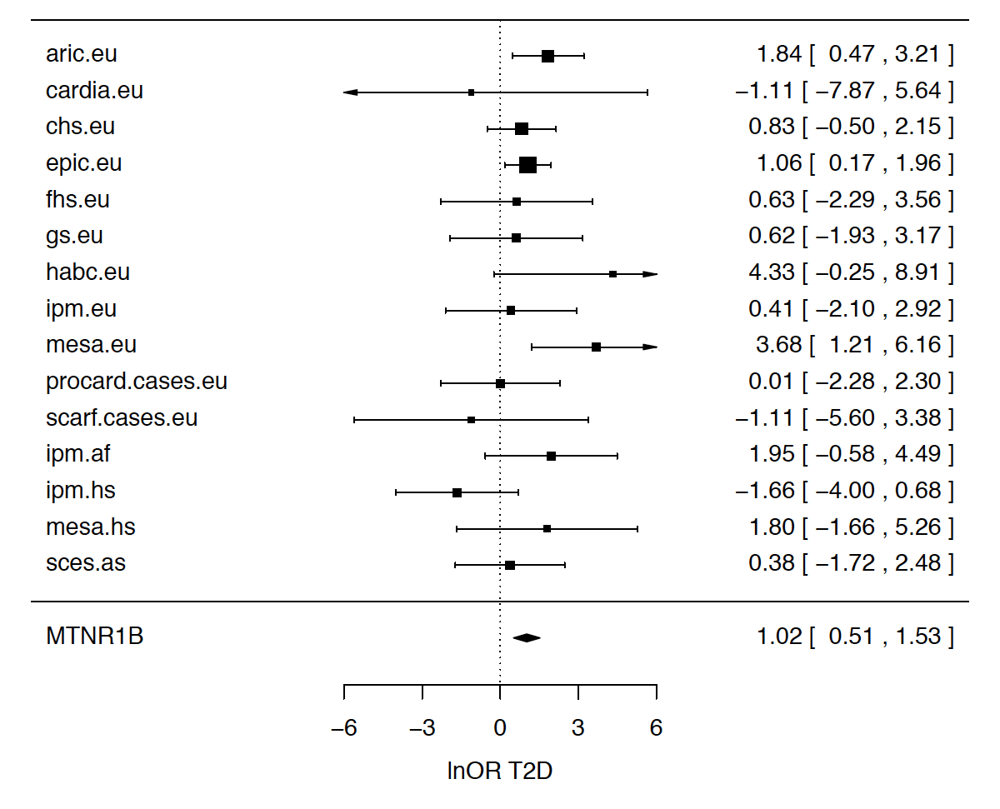 aric.eu 1.84 [ 0.47 , 3.21 ]
cardia.eu −1.11 [ −7.87 , 5.64 ]
chs.eu 0.83 [ −0.50 , 2.15 ]
epic.eu 1.06 [ 0.17 , 1.96 ]
fhs.eu 0.63 [ −2.29 , 3.56 ]
gs.eu 0.62 [ −1.93 , 3.17 ]
habc.eu 4.33 [ −0.25 , 8.91 ]
ipm.eu 0.41 [ −2.10 , 2.92 ]
mesa.eu 3.68 [ 1.21 , 6.16 ]
procard.cases.eu 0.01 [ −2.28 , 2.30 ]
scarf.cases.eu −1.11 [ −5.60 , 3.38 ]
ipm.af 1.95 [ −0.58 , 4.49 ]
ipm.hs −1.66 [ −4.00 , 0.68 ]
mesa.hs 1.80 [ −1.66 , 5.26 ]
sces.as 0.38 [ −1.72 , 2.48 ]
MTNR1B 1.02 [ 0.51 , 1.53 ]
−6 −3 0 3 6
lnOR T2D